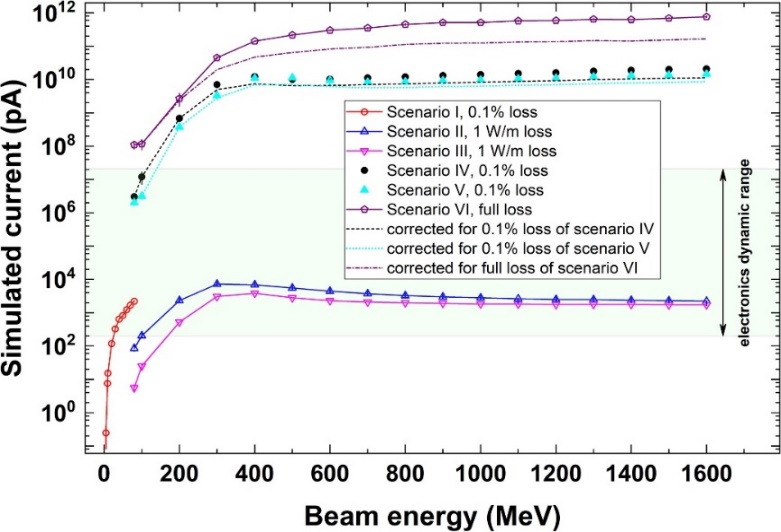 10^12
10^10
10^8
10^6
10^4
10^2
10^0
Simulated current (pA)
Scenario I, 0.1% loss
Scenario II, 1 W/m loss
Scenario III, 1 W/m loss
Scenario IV, 0.1% loss
Scenario V, 0.1% loss
Scenario VI, full loss
corrected for 0.1% loss of scenario IV
corrected for 0.1% loss of scenario V
corrected for full loss of scenario VI
electronics dynamic range
0 200 400 600 800 1000 1200 1400 1600
Beam energy (MeV)